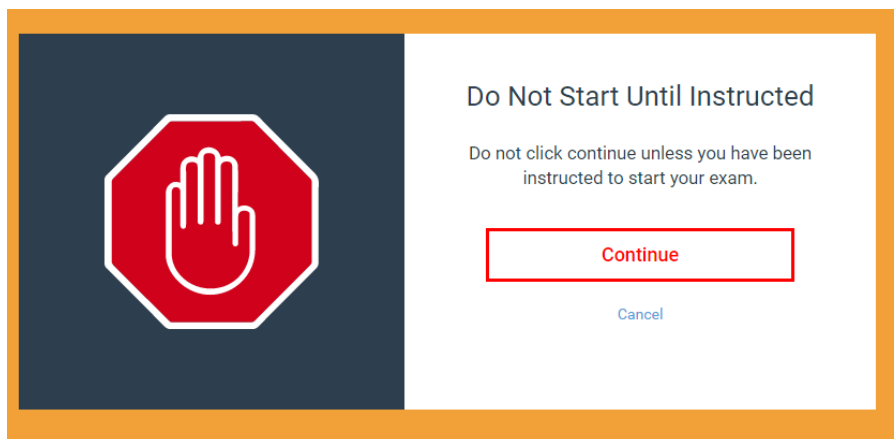 Do Not Start Until Instructed
Do not click continue unless you have been
instructed to start your exam.
Continue
Cancel